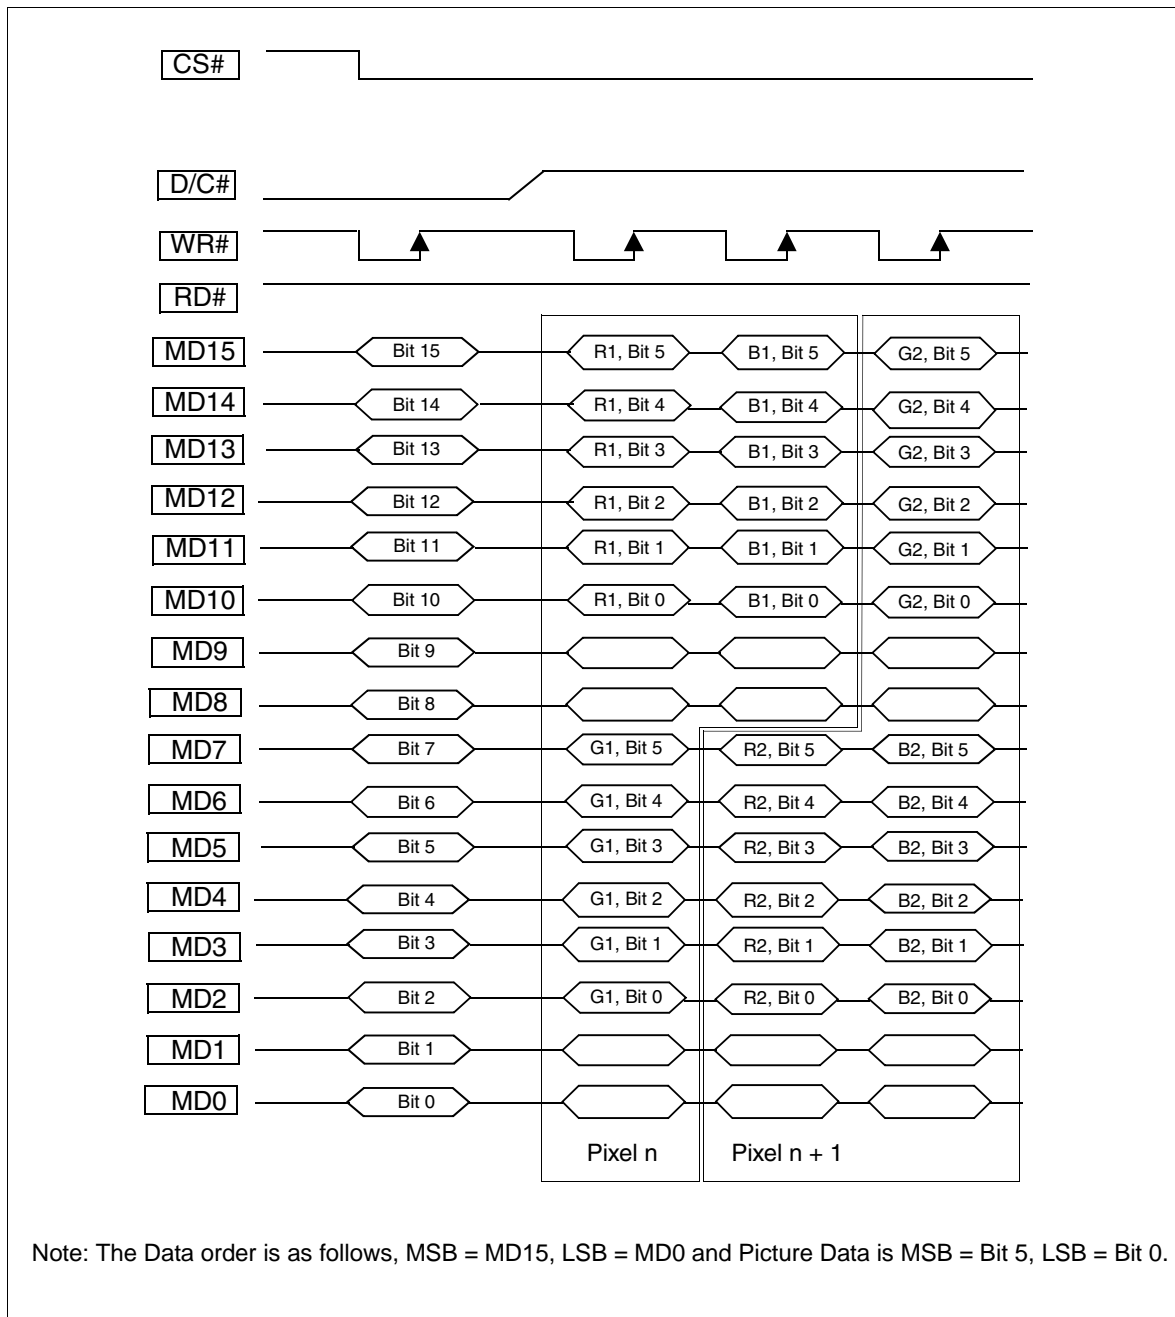 CS#
D/C#
WR#
RD#
MD15 Bit 15 R1, Bit 5 B1, Bit 5 G2, Bit 5
MD14 Bit 14 R1, Bit 4 B1, Bit 4 G2, Bit 4
MD13 Bit 13 R1, Bit 3 B1, Bit 3 G2, Bit 3
MD12 Bit 12 R1, Bit 2 B1, Bit 2 G2, Bit 2
MD11 Bit 11 R1, Bit 1 B1, Bit 1 G2, Bit 1
MD10 Bit 10 R1, Bit 0 B1, Bit 0 G2, Bit 0
MD9 Bit 9
MD8 Bit 8
MD7 Bit 7 G1, Bit 5 R2, Bit 5 B2, Bit 5
MD6 Bit 6 G1, Bit 4 R2, Bit 4 B2, Bit 4
MD5 Bit 5 G1, Bit 3 R2, Bit 3 B2, Bit 3
MD4 Bit 4 G1, Bit 2 R2, Bit 2 B2, Bit 2
MD3 Bit 3 G1, Bit 1 R2, Bit 1 B2, Bit 1
MD2 Bit 2 G1, Bit 0 R2, Bit 0 B2, Bit 0
MD1 Bit 1
MD0 Bit 0
Pixel n Pixel n + 1
Note: The Data order is as follows, MSB = MD15, LSB = MD0 and Picture Data is MSB = Bit 5, LSB = Bit 0.